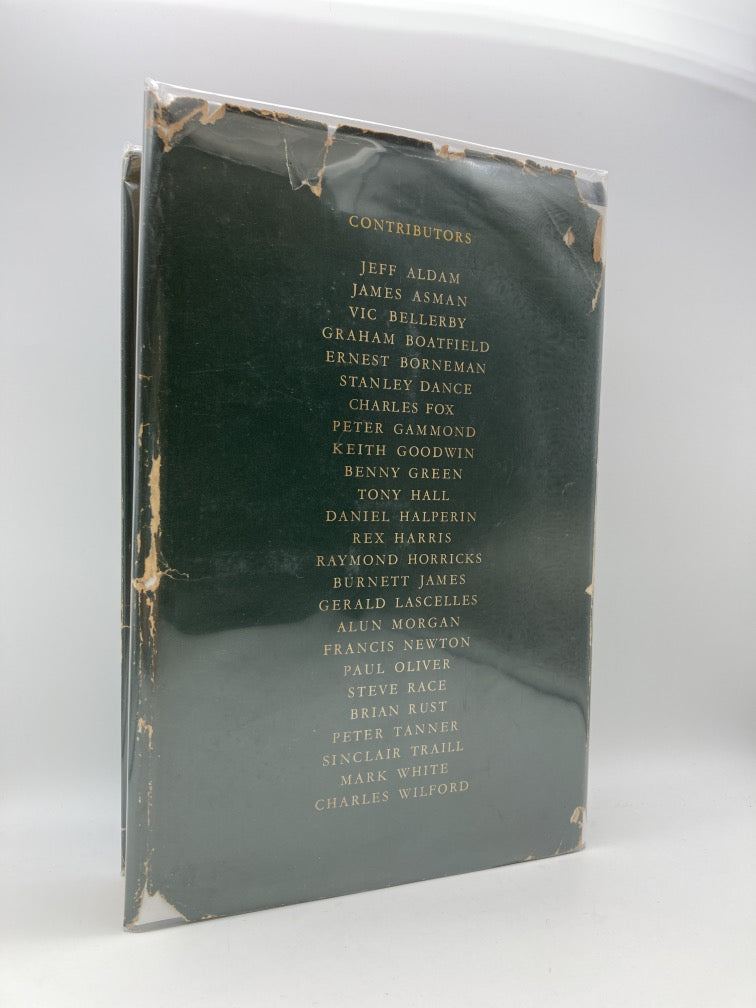 CONTRIBUTORS
JEFF ALDAM
JAMES ASMAN
VIC BELLERBY
GRAHAM BOATFIELD
ERNEST BORNEMAN
STANLEY DANCE
CHARLES FOX
PETER GAMMOND
KEITH GOODWIN
BENNY GREEN
TONY HALL
DANIEL HALPERIN
REX HARRIS
RAYMOND HORRICKS
BURNETT JAMES
GERALD LASCELLES
ALUN MORGAN
FRANCIS NEWTON
PAUL OLIVER
STEVE RACE
BRIAN RUST
PETER TANNER
SINCLAIR TRAILL
MARK WHITE
CHARLES WILFORD